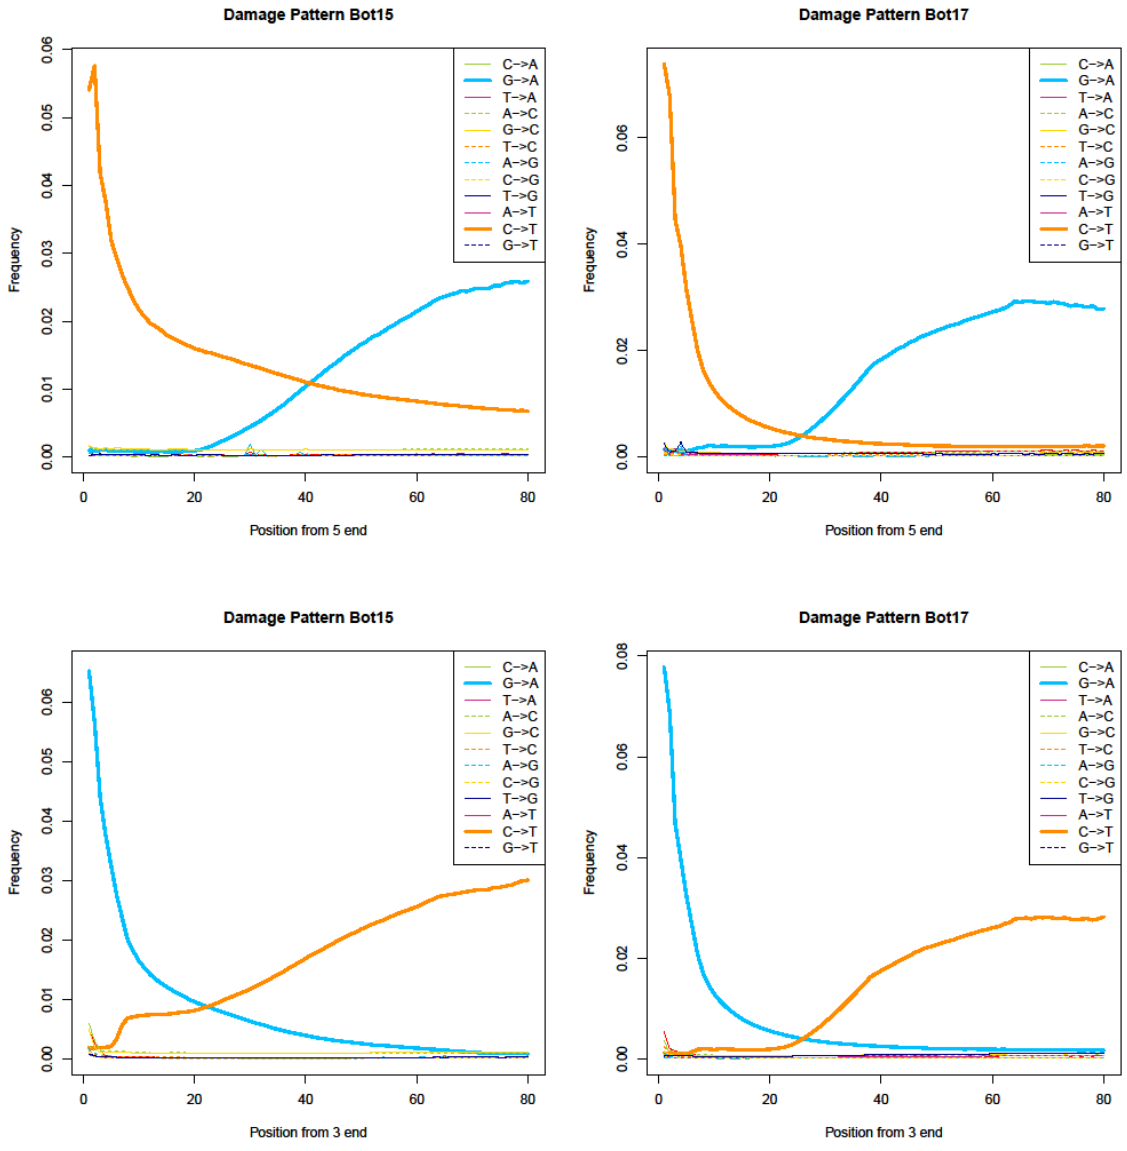 Damage Pattern Bot15
0.06
0.05
0.04
0.03
0.02
0.01
0.00
Frequency
C−>A
G−>A
T−>A
A−>C
G−>C
T−>C
A−>G
C−>G
T−>G
A−>T
C−>T
G−>T
0 20 40 60 80
Position from 5 end
Damage Pattern Bot17
0.06
0.04
0.02
0.00
Frequency
C−>A
G−>A
T−>A
A−>C
G−>C
T−>C
A−>G
C−>G
T−>G
A−>T
C−>T
G−>T
0 20 40 60 80
Position from 5 end
Damage Pattern Bot15
0.06
0.05
0.04
0.03
0.02
0.01
0.00
Frequency
C−>A
G−>A
T−>A
A−>C
G−>C
T−>C
A−>G
C−>G
T−>G
A−>T
C−>T
G−>T
0 20 40 60 80
Position from 3 end
Damage Pattern Bot17
0.08
0.06
0.04
0.02
0.00
Frequency
C−>A
G−>A
T−>A
A−>C
G−>C
T−>C
A−>G
C−>G
T−>G
A−>T
C−>T
G−>T
0 20 40 60 80
Position from 3 end